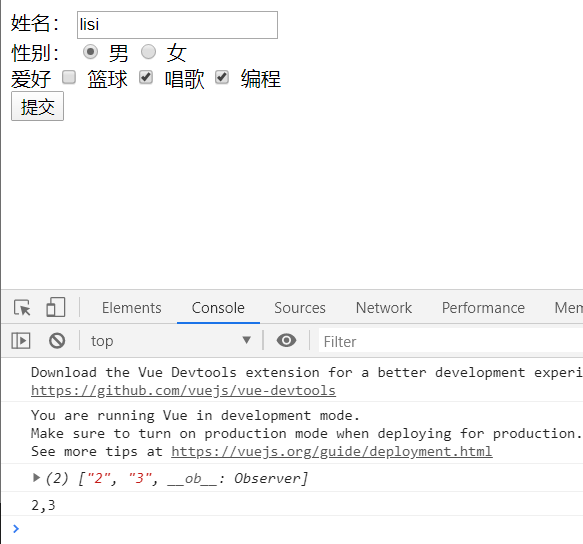 姓名： lisi
性别： 男 女
爱好 篮球 唱歌 编程
提交
Elements Console Sources Network Performance Mem
top Filter
Download the Vue Devtools extension for a better development experi
https://github.com/vuejs/vue-devtools
You are running Vue in development mode.
Make sure to turn on production mode when deploying for production.
See more tips at https://vuejs.org/guide/deployment.html
(2) ["2", "3", __ob__: Observer]
2,3